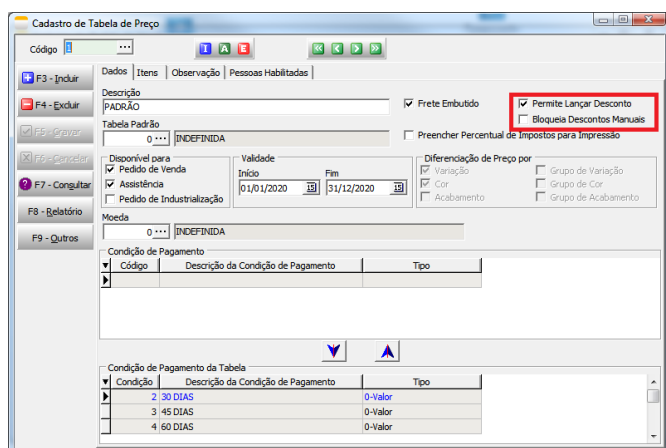 Cadastro de Tabela de Preço
Código 1 ...
I A E
F3 - Incluir
F4 - Excluir
F5 - Gravar
F6 - Cancelar
F7 - Consultar
F8 - Relatório
F9 - Outros
Dados Itens Observação Pessoas Habilitadas
Descrição
PADRÃO
Frete Embutido
Permite Lançar Desconto
Bloqueia Descontos Manuais
Tabela Padrão
0 ... INDEFINIDA
Preencher Percentual de Impostos para Impressão
Disponível para
Pedido de Venda
Assistência
Pedido de Industrialização
Validade
Início Fim
01/01/2020 15 31/12/2020 15
Diferenciação de Preço por
Variação Grupo de Variação
Cor Grupo de Cor
Acabamento Grupo de Acabamento
Moeda
0 ... INDEFINIDA
Condição de Pagamento
Código Descrição da Condição de Pagamento Tipo
Condição de Pagamento da Tabela
Condição Descrição da Condição de Pagamento Tipo
2 30 DIAS 0-Valor
3 45 DIAS 0-Valor
4 60 DIAS 0-Valor